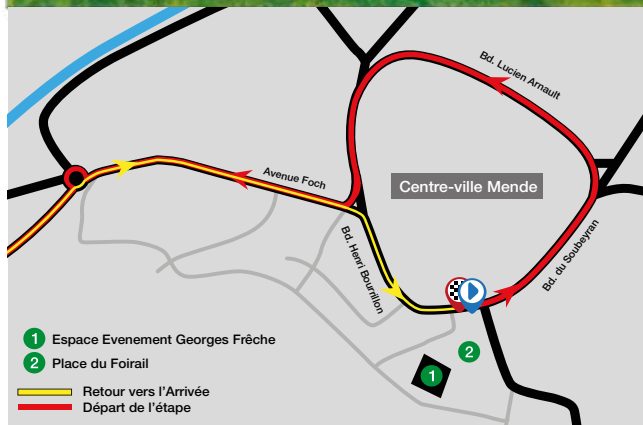 Bd. Lucien Arnault
Avenue Foch
Centre-ville Mende
Bd. Henri Bourrillon
Bd. du Soubeyran
1 Espace Evenement Georges Frêche
2 Place du Foirail
2
1
Retour vers l'Arrivée
Départ de l'étape